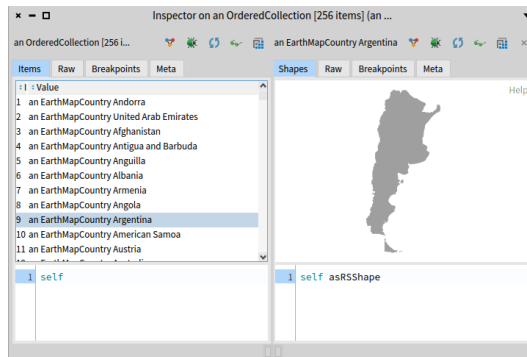 Inspector on an OrderedCollection [256 items] (an ...
an OrderedCollection [256 i...
an EarthMapCountry Argentina
Items Raw Breakpoints Meta
Shapes Raw Breakpoints Meta
Value
Help
1 an EarthMapCountry Andorra
2 an EarthMapCountry United Arab Emirates
3 an EarthMapCountry Afghanistan
4 an EarthMapCountry Antigua and Barbuda
5 an EarthMapCountry Anguilla
6 an EarthMapCountry Albania
7 an EarthMapCountry Armenia
8 an EarthMapCountry Angola
9 an EarthMapCountry Argentina
10 an EarthMapCountry American Samoa
11 an EarthMapCountry Austria
1 self
1 self asRSShape